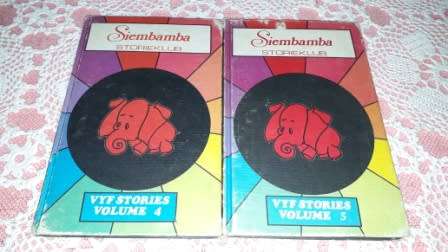 Siembamba
STORIEKLUB
VYF STORIES
VOLUME 4
Siembamba
STORIEKLUB
VYF STORIES
VOLUME 5